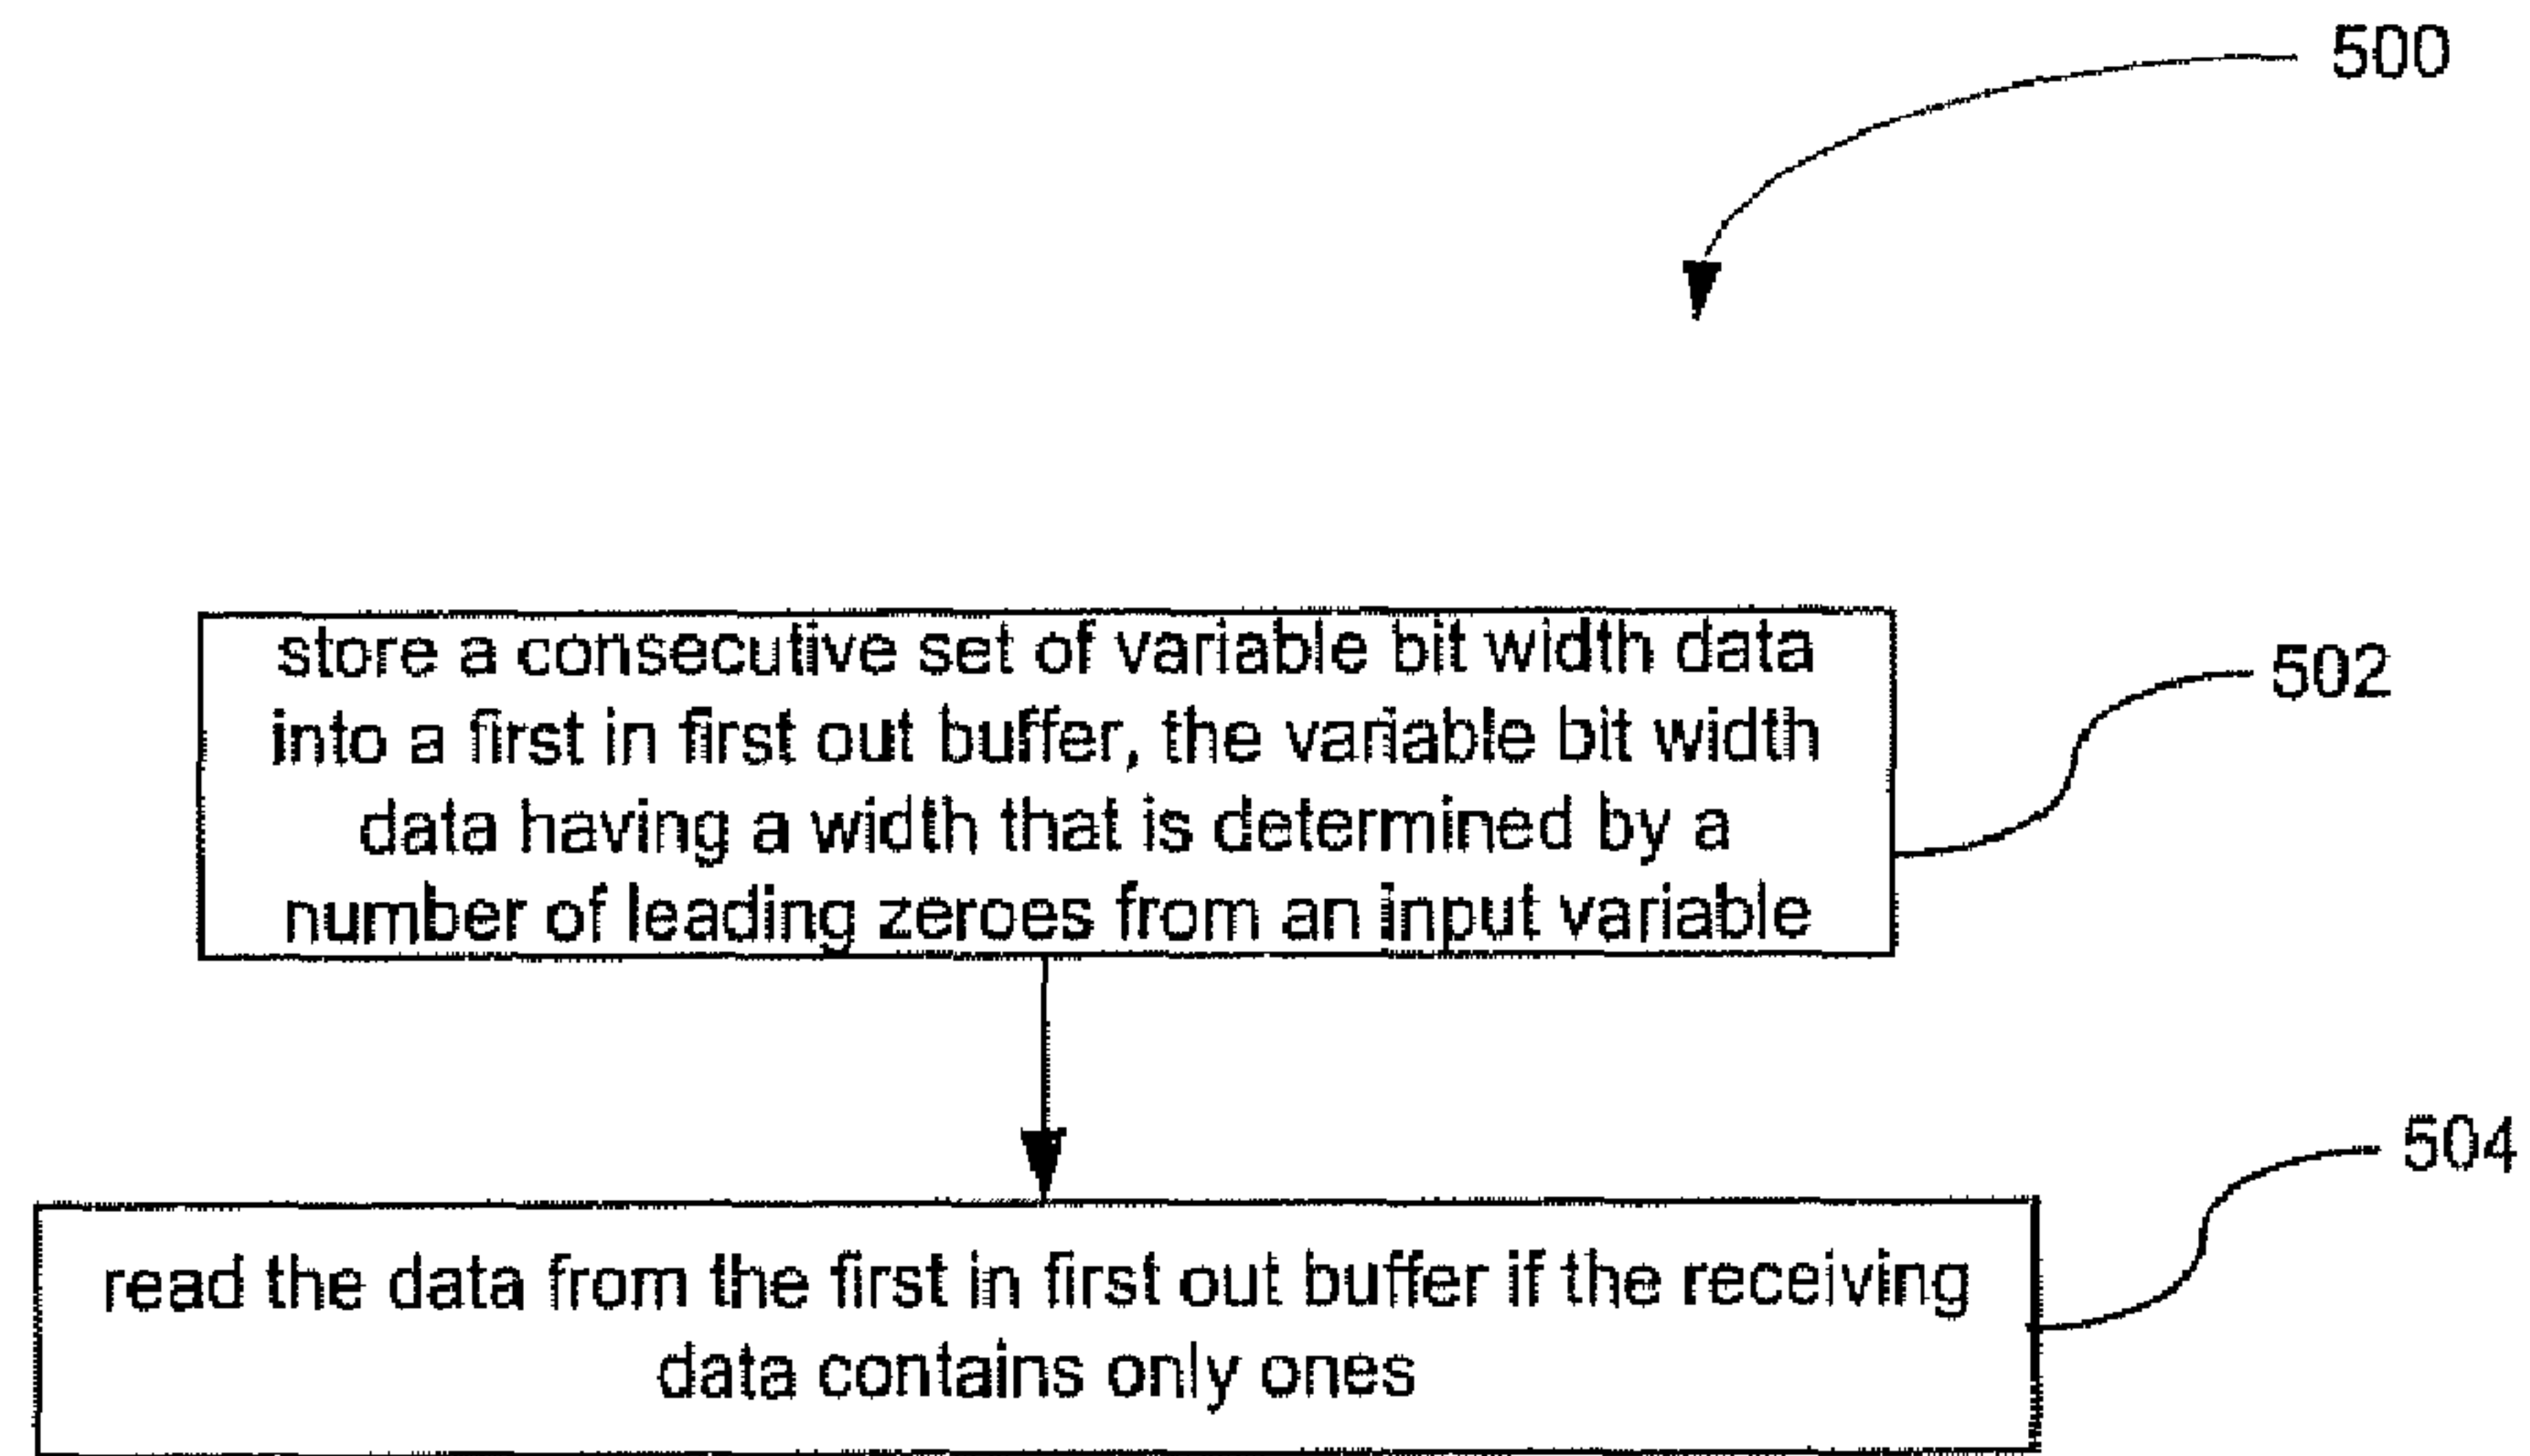 500
store a consecutive set of variable bit width data
into a first in first out buffer, the variable bit width
data having a width that is determined by a
number of leading zeroes from an input variable
502
504
read the data from the first in first out buffer if the receiving
data contains only ones